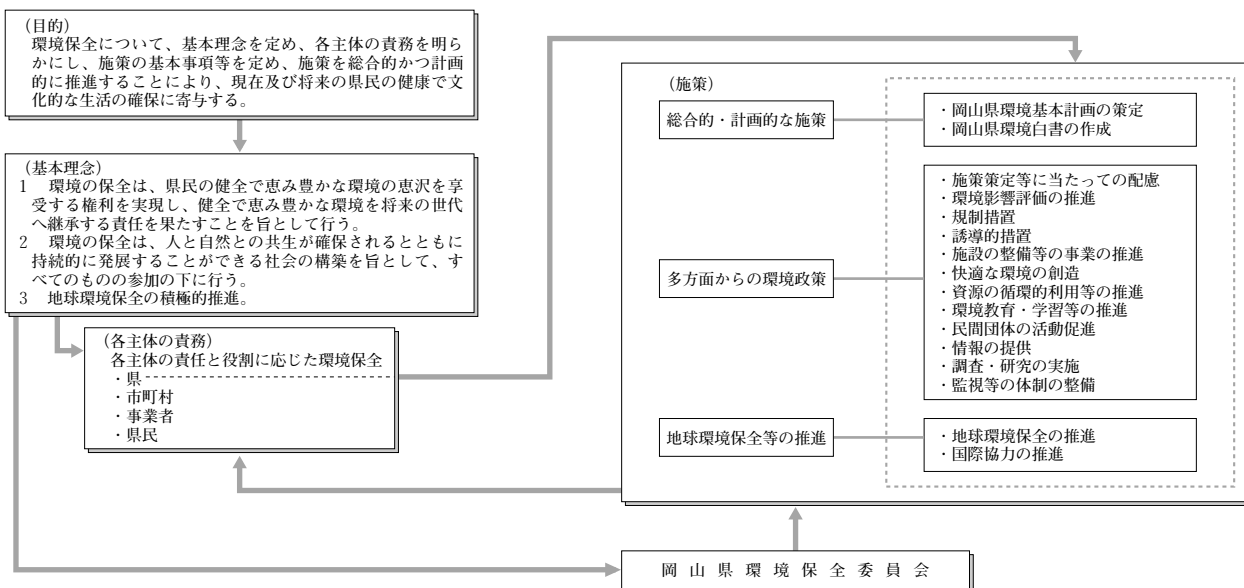 （目的）
環境保全について、基本理念を定め、各主体の責務を明ら
かにし、施策の基本事項等を定め、施策を総合的かつ計画
的に推進することにより、現在及び将来の県民の健康で文
化的な生活の確保に寄与する。
（基本理念）
1　環境の保全は、県民の健全で恵み豊かな環境の恵沢を享
受する権利を実現し、健全で恵み豊かな環境を将来の世代
へ継承する責任を果たすことを旨として行う。
2　環境の保全は、人と自然との共生が確保されるとともに
持続的に発展することができる社会の構築を旨として、す
べてのものの参加の下に行う。
3　地球環境保全の積極的推進。
（各主体の責務）
各主体の責任と役割に応じた環境保全
・県
・市町村
・事業者
・県民
（施策）
総合的・計画的な施策
・岡山県環境基本計画の策定
・岡山県環境白書の作成
多方面からの環境政策
・施策策定等に当たっての配慮
・環境影響評価の推進
・規制措置
・誘導的措置
・施設の整備等の事業の推進
・快適な環境の創造
・資源の循環的利用等の推進
・環境教育・学習等の推進
・民間団体の活動促進
・情報の提供
・調査・研究の実施
・監視等の体制の整備
地球環境保全等の推進
・地球環境保全の推進
・国際協力の推進
岡山県環境保全委員会